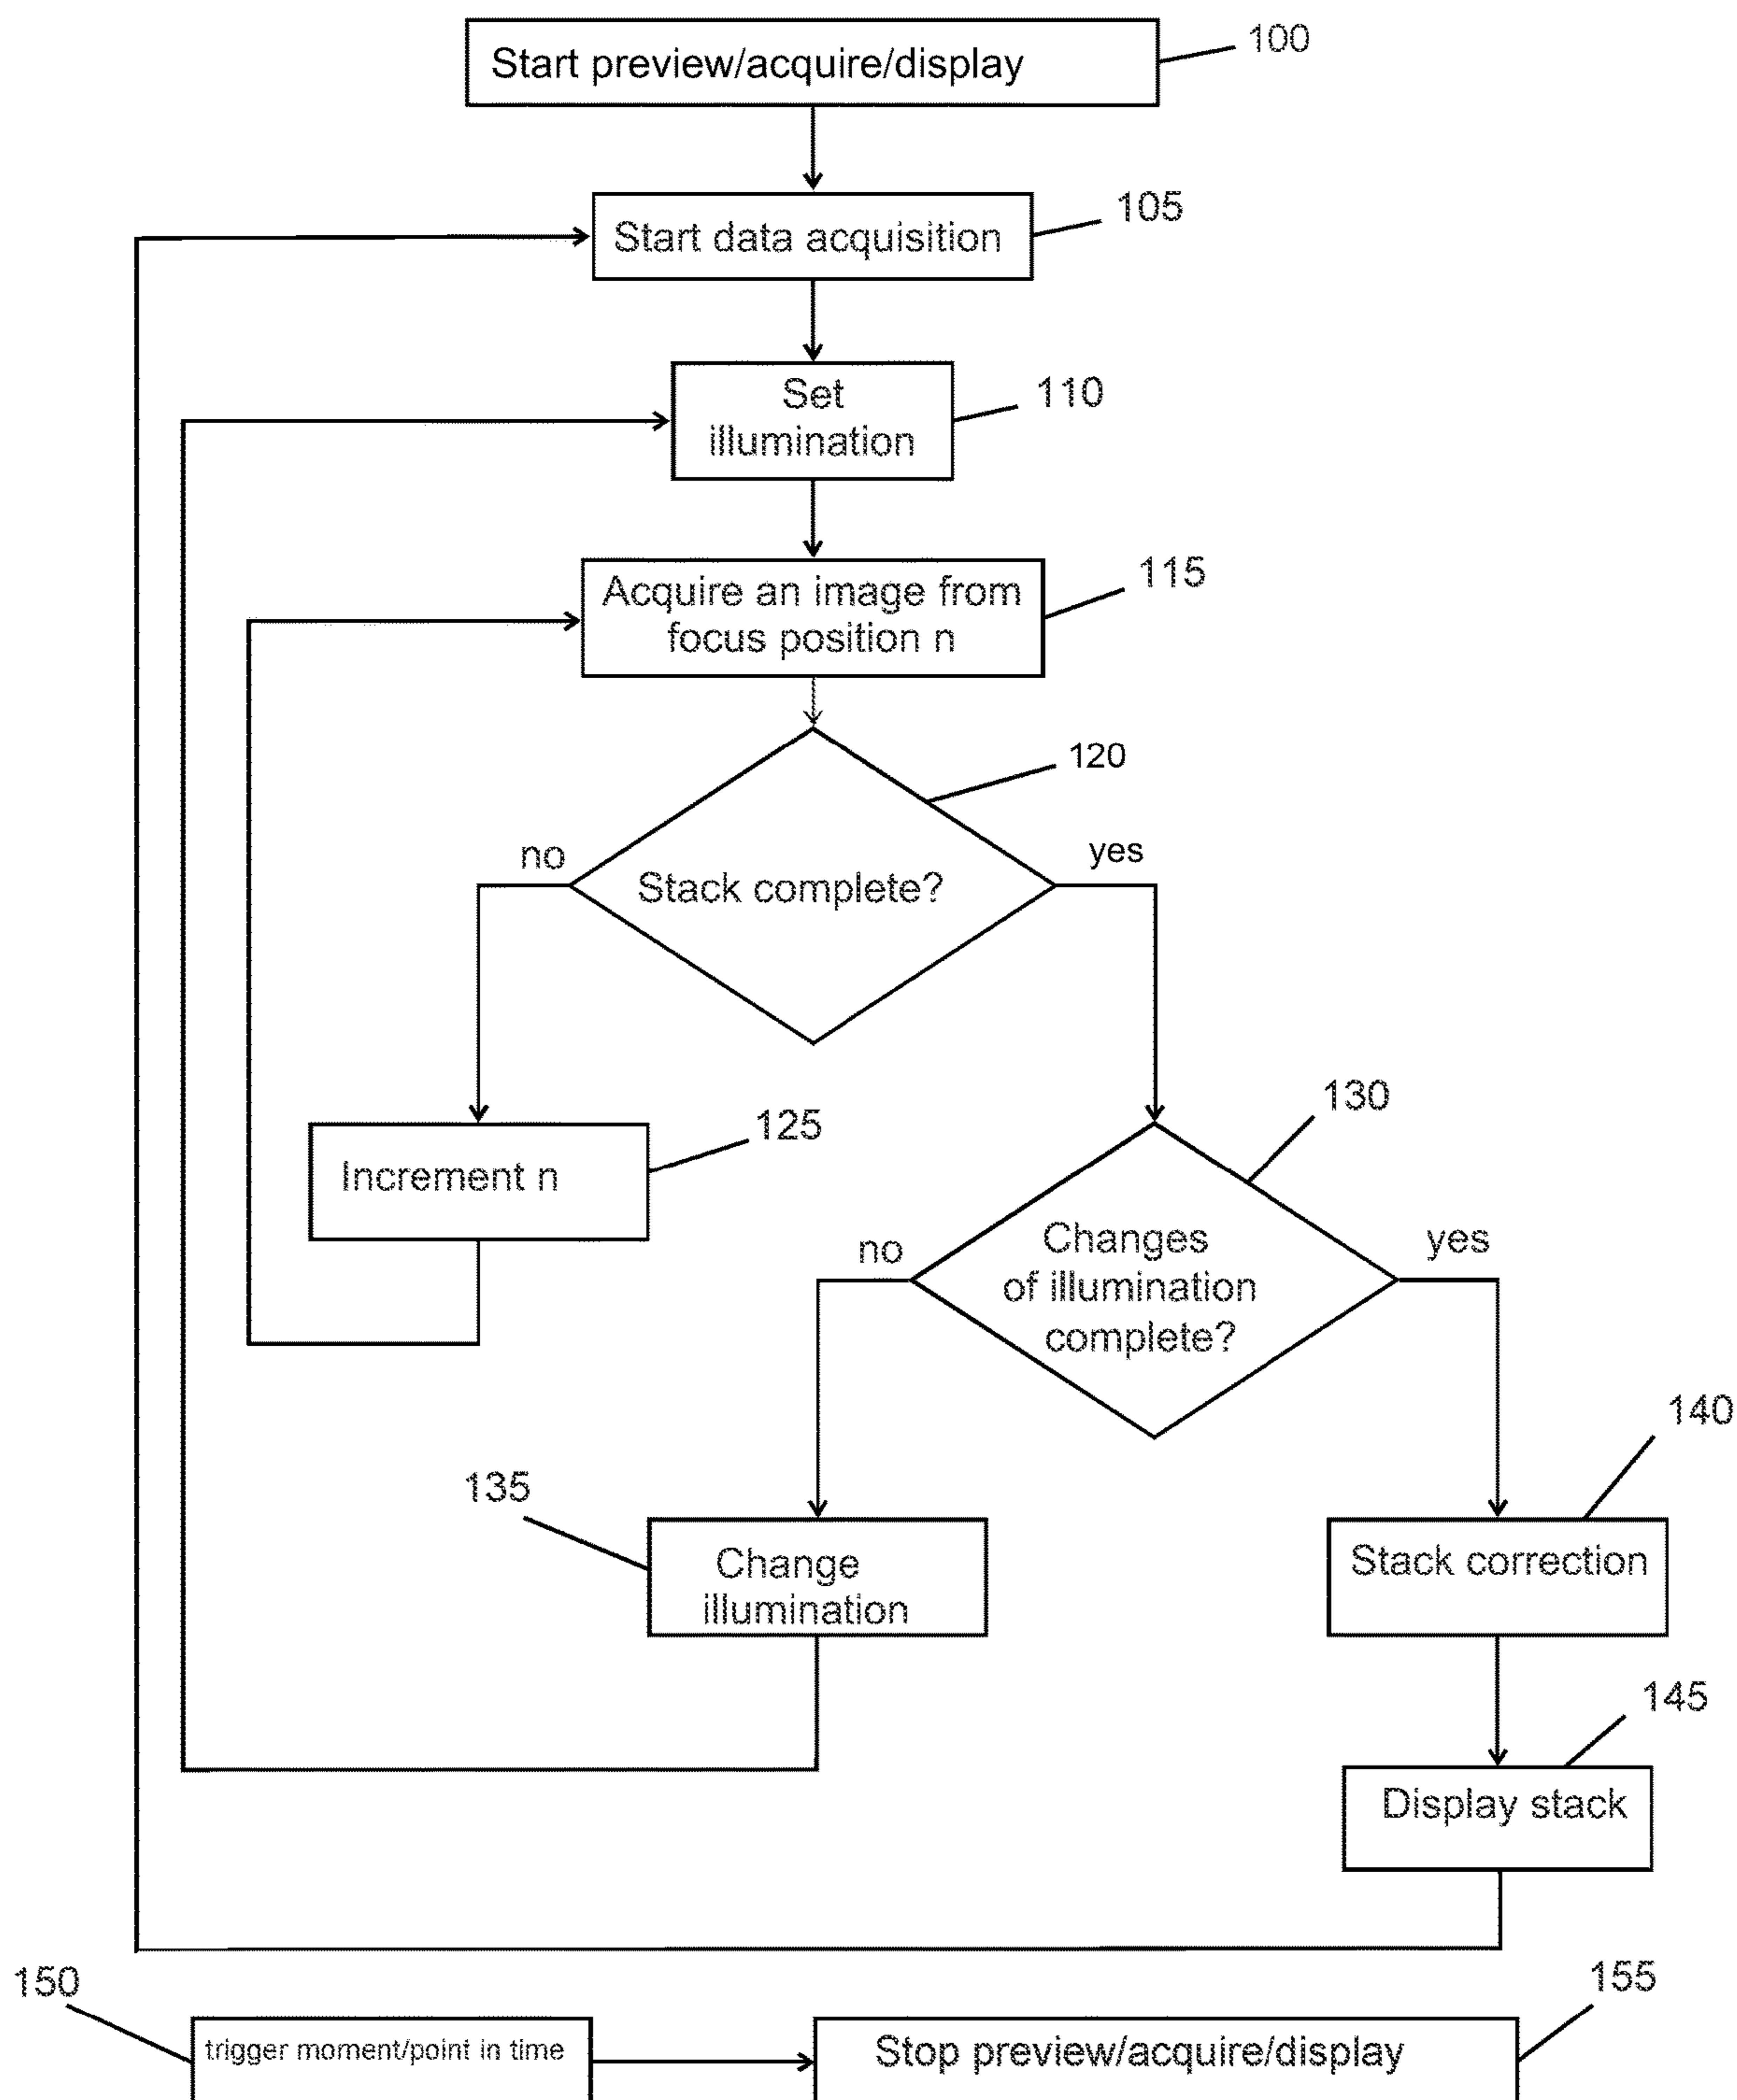 Start preview/acquire/display
100
Start data acquisition
105
Set
illumination
110
Acquire an image from
focus position n
115
120
no
Stack complete?
yes
Increment n
125
130
no
Changes
of illumination
complete?
yes
135
Change
illumination
140
Stack correction
145
Display stack
150
trigger moment/point in time
155
Stop preview/acquire/display